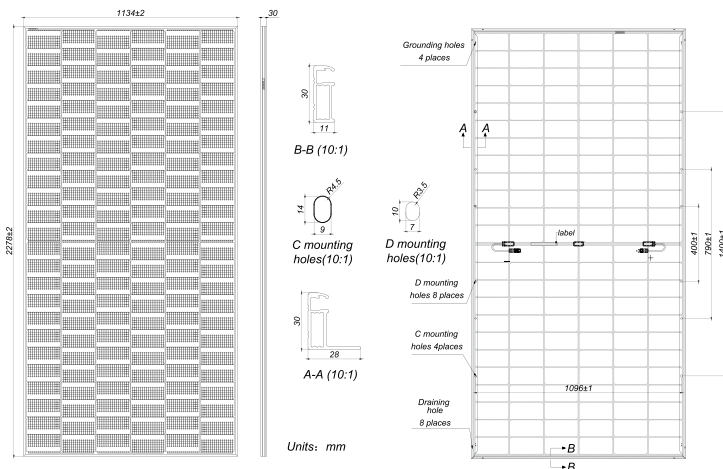 1134±2
30
2278±2
30
11
B-B (10:1)
R4.5
14
9
C mounting
holes(10:1)
R3.5
10
7
D mounting
holes(10:1)
30
28
A-A (10:1)
Units: mm
Grounding holes
4 places
A
A
label
400±1
790±1
1400±1
D mounting
holes 8 places
C mounting
holes 4places
1096±1
Draining
hole
8 places
B
B